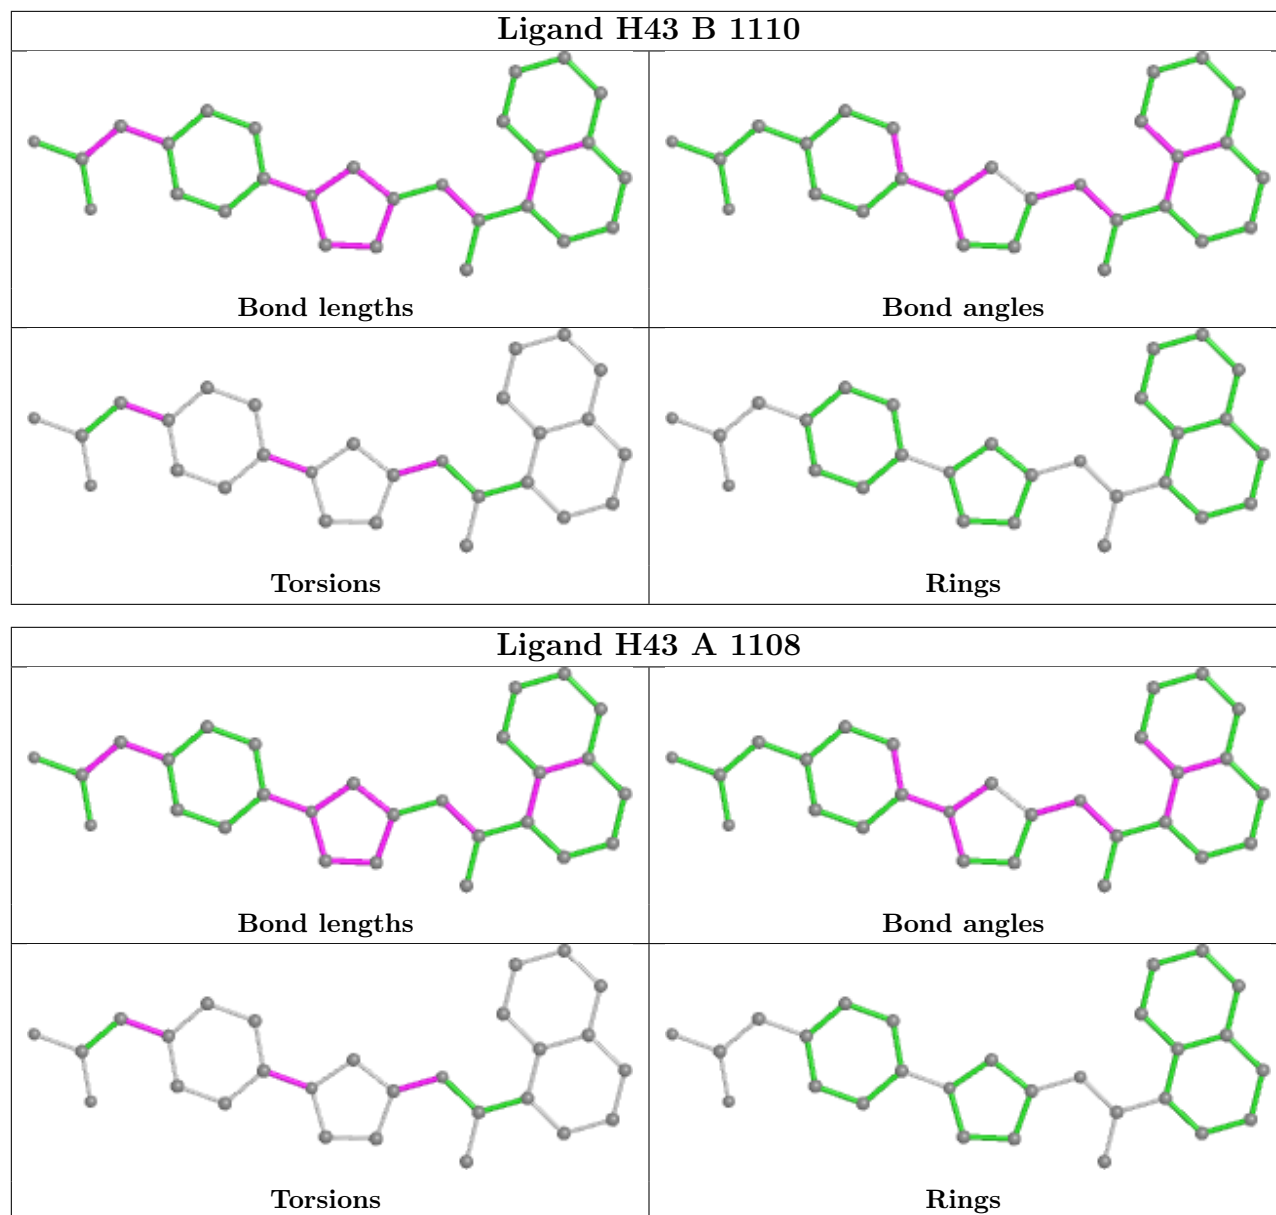 Ligand H43 B 1110
Bond lengths
Bond angles
Torsions
Rings
Ligand H43 A 1108
Bond lengths
Bond angles
Torsions
Rings